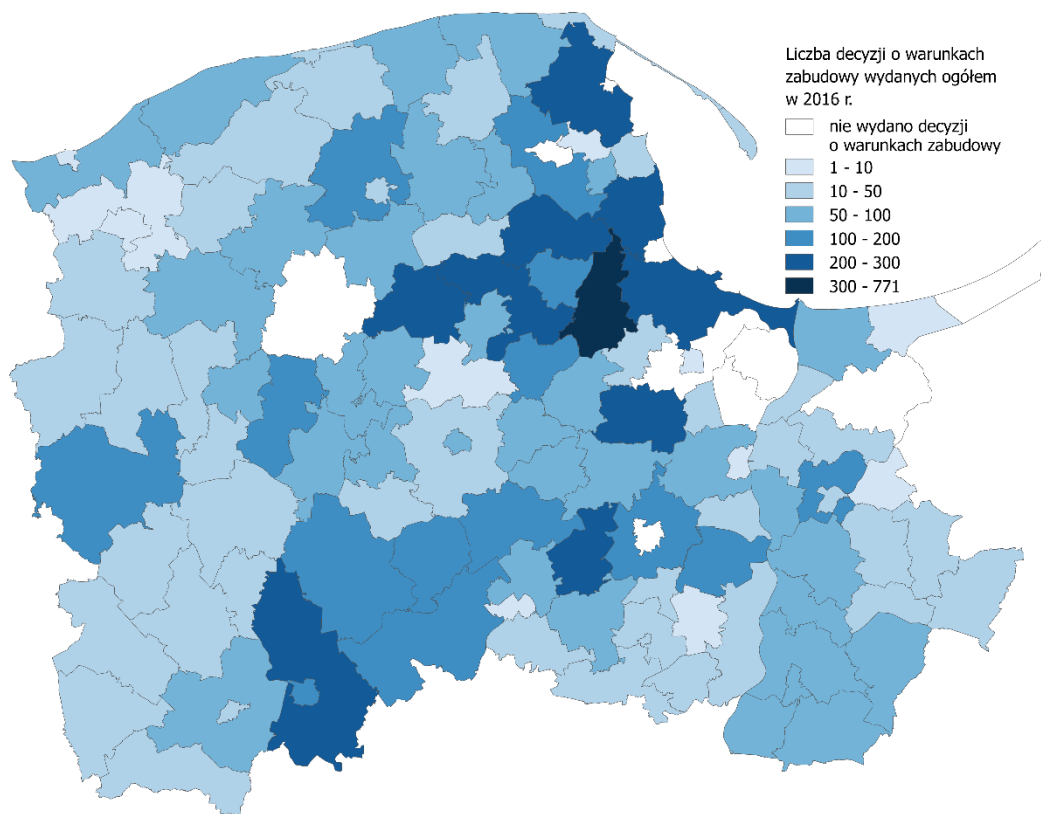 Liczba decyzji o warunkach
zabudowy wydanych ogółem
w 2016 r.
nie wydano decyzji
o warunkach zabudowy
1 - 10
10 - 50
50 - 100
100 - 200
200 - 300
300 - 771